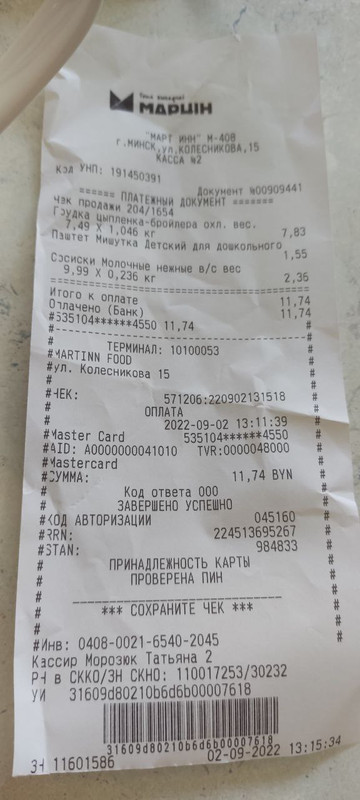 МАРЦIН
"МАРТ ИНН" М-408
Г.МИНСК,УЛ.КОЛЕСНИКОВА,15
КАССА №2
Код УНП: 191450391
Документ №00909441
====== ПЛАТЕЖНЫЙ ДОКУМЕНТ =======
Чек продажи 204/1654
Грудка цыпленка-бройлера охл. вес.
7,49 X 1,046 кг 7,83
Паштет Мишутка Детский для дошкольного
1,55
Сосиски Молочные нежные в/с вес
9,99 X 0,236 кг 2,36
Итого к оплате 11,74
Оплачено (Банк) 11,74
#535104******4550 11,74 #
#ТЕРМИНАЛ: 10100053 #
#MARTINN FOOD #
#ул. Колесникова 15 #
#ЧЕК: 571206:220902131518 #
# ОПЛАТА #
# 2022-09-02 13:11:39 #
#Master Card 535104******4550 #
#AID: A0000000041010 TVR:0000048000 #
#Mastercard #
#СУММА: 11,74 BYN #
# Код ответа 000 #
# ЗАВЕРШЕНО УСПЕШНО #
#КОД АВТОРИЗАЦИИ 045160 #
#RRN: 224513695267 #
#STAN: 984833 #
# ПРИНАДЛЕЖНОСТЬ КАРТЫ #
# ПРОВЕРЕНА ПИН #
# *** СОХРАНИТЕ ЧЕК *** #
#Инв: 0408-0021-6540-2045
Кассир Морозюк Татьяна 2
РН в СККО/ЗН СКНО: 110017253/30232
УИ 31609d80210b6d6b00007618
31609d80210b6d6b00007618
ЗН 11601586 02-09-2022 13:15:34